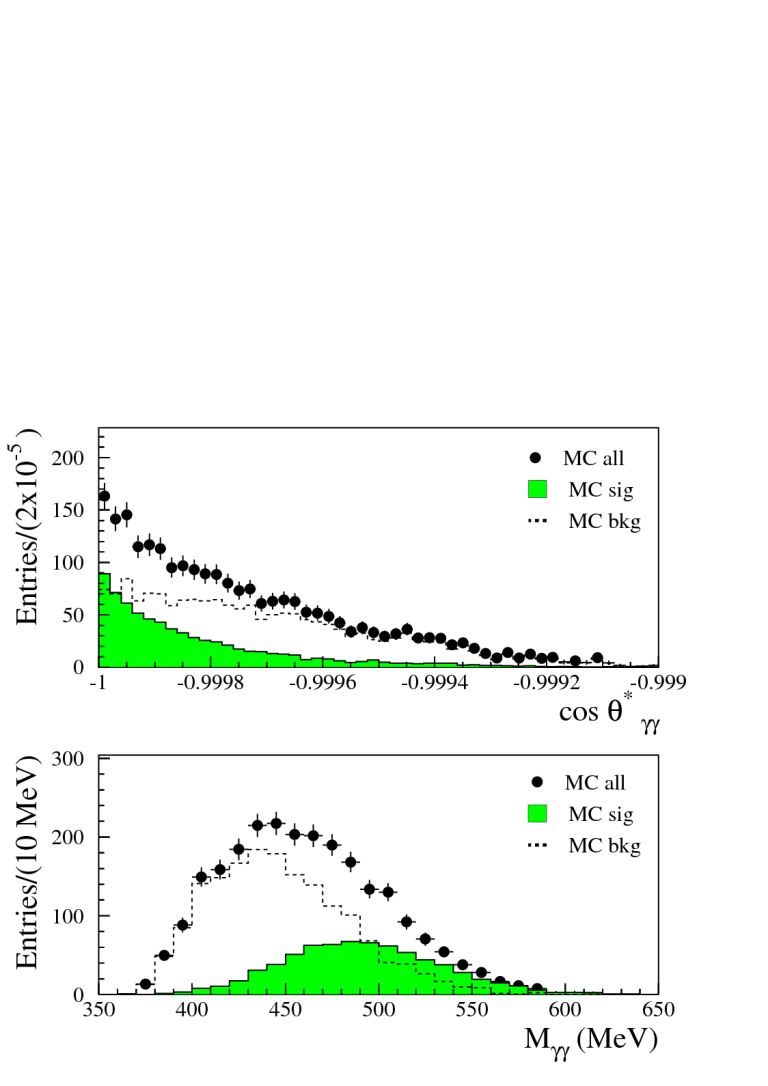 Entries/(2x10⁻⁵ )
200
150
100
50
0
MC all
MC sig
MC bkg
-1 -0.9998 -0.9996 -0.9994 -0.9992 -0.999
cos θ*γγ
Entries/(10 MeV)
300
200
100
0
MC all
MC sig
MC bkg
350 400 450 500 550 600 650
Mγγ (MeV)